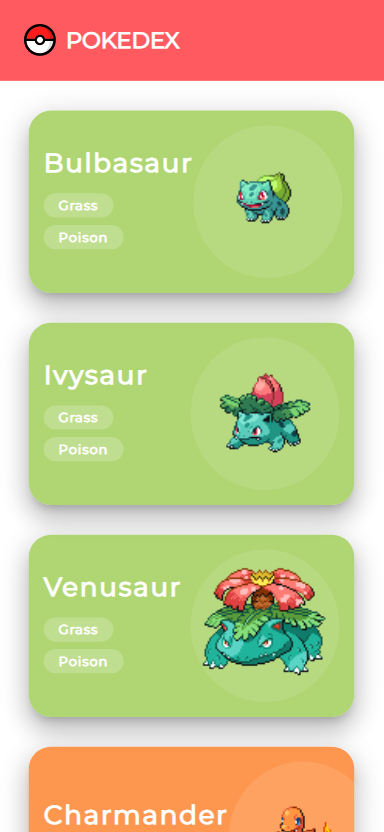 POKEDEX
Bulbasaur
Grass
Poison
Ivysaur
Grass
Poison
Venusaur
Grass
Poison
Charmander